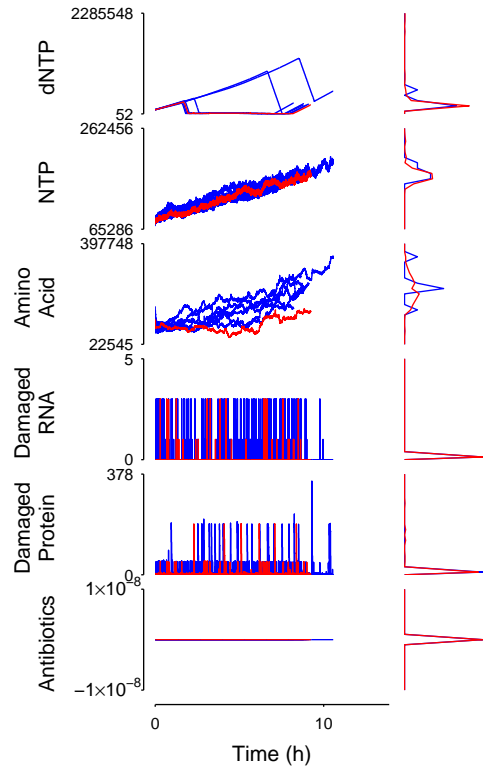 2285548
dNTP
52
262456
NTP
65286
397748
Amino
Acid
22545
5
Damaged
RNA
0
378
Damaged
Protein
0
1×10⁻⁸
Antibiotics
−1×10⁻⁸
0 10
Time (h)